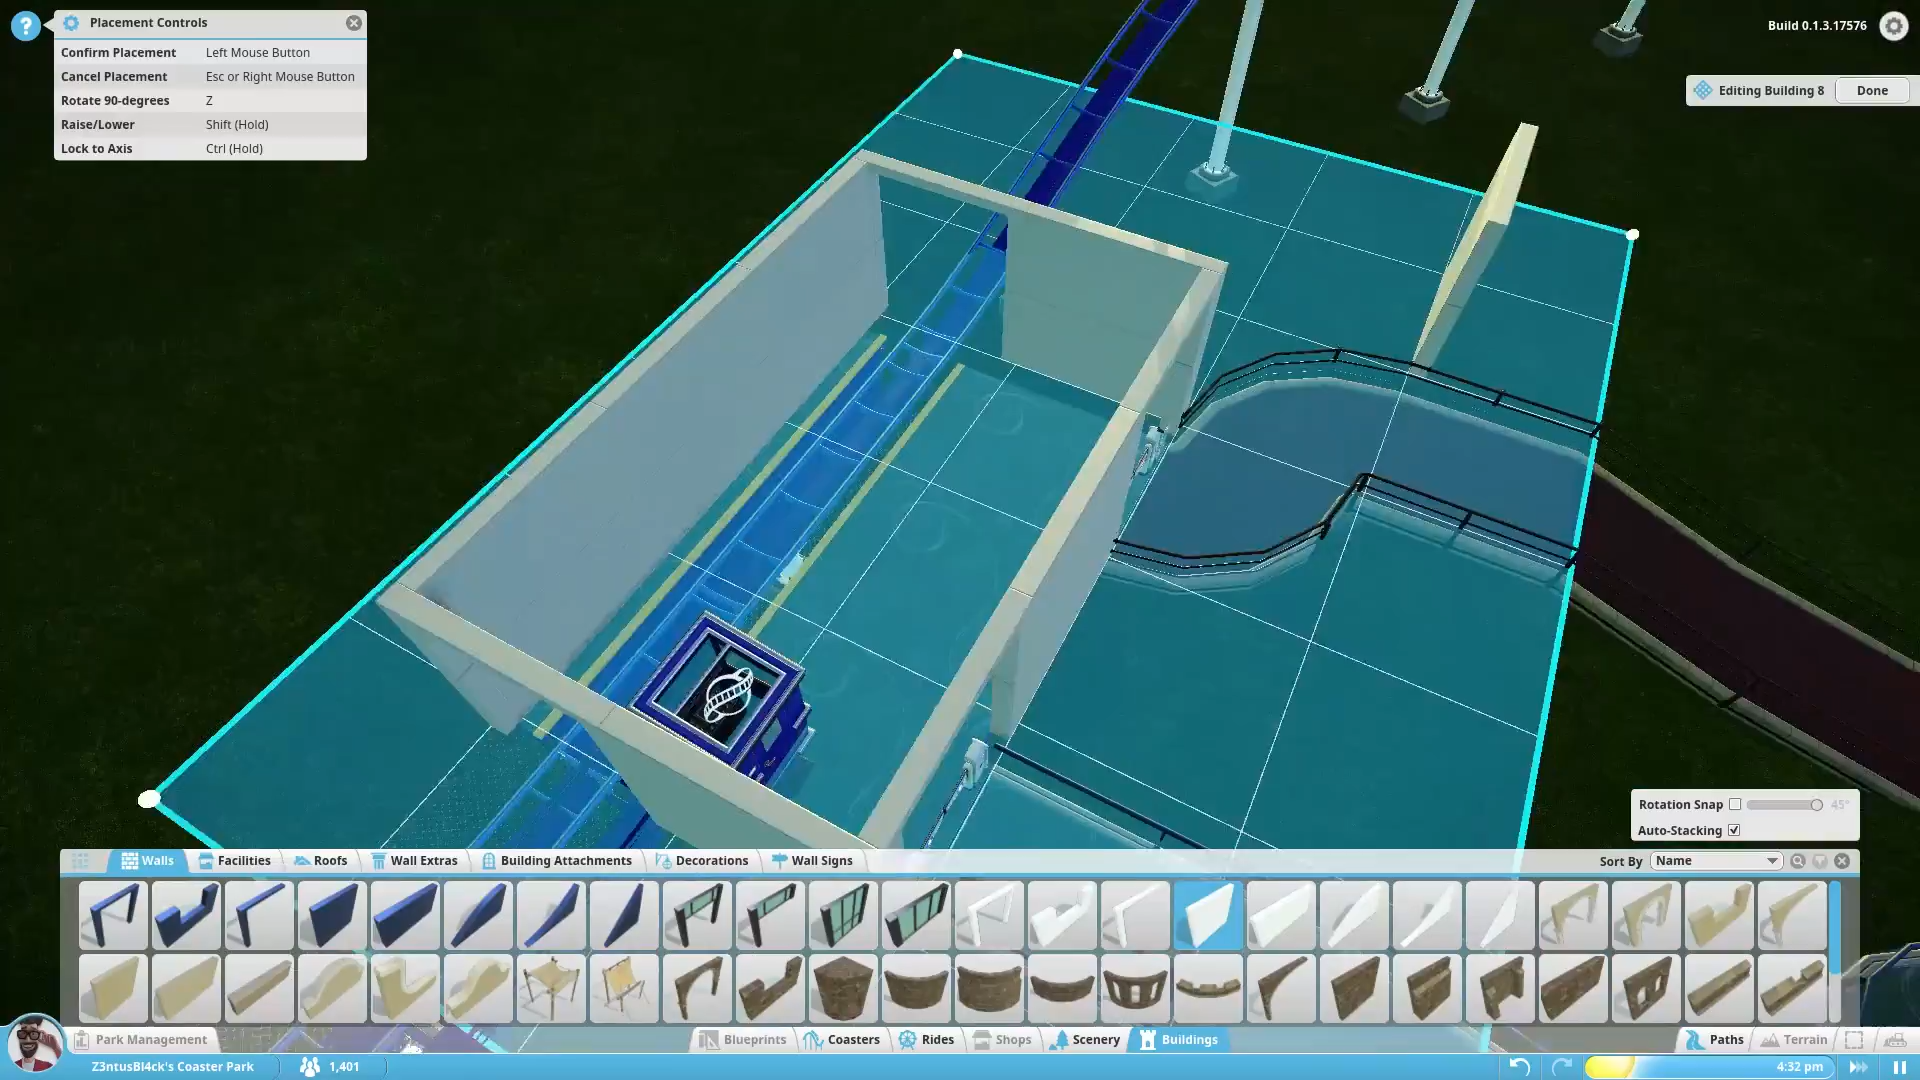 Placement Controls
Confirm Placement Left Mouse Button
Cancel Placement Esc or Right Mouse Button
Rotate 90-degrees Z
Raise/Lower Shift (Hold)
Lock to Axis Ctrl (Hold)
Build 0.1.3.17576
Editing Building 8 Done
Rotation Snap 45°
Auto-Stacking
Walls Facilities Roofs Wall Extras Building Attachments Decorations Wall Signs Sort By Name
Park Management Blueprints Coasters Rides Shops Scenery Buildings Paths Terrain
Z3ntusBl4ck's Coaster Park 1,401 4:32 pm